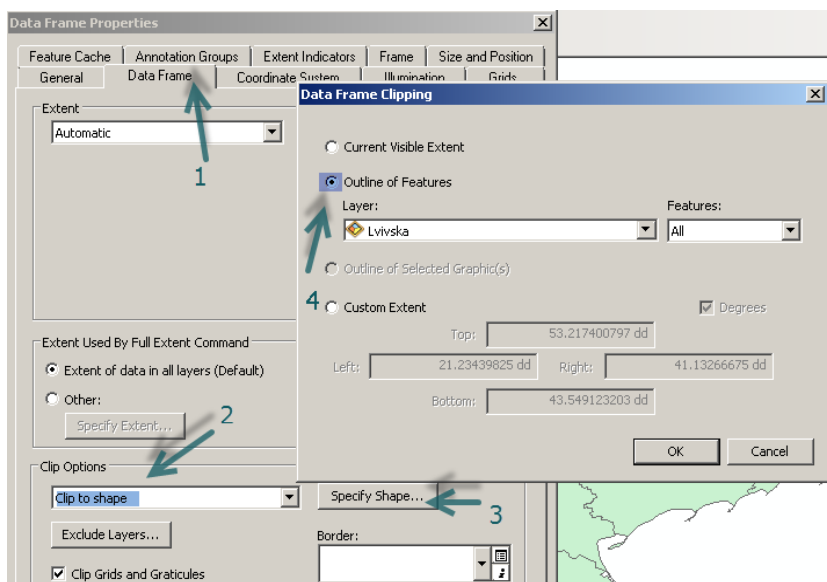 Data Frame Properties
Feature Cache Annotation Groups Extent Indicators Frame Size and Position
General Data Frame Coordinate System Illumination Grids
1
Extent
Automatic
Extent Used By Full Extent Command
Extent of data in all layers (Default)
Other:
Specify Extent...
2
Clip Options
Clip to shape
Specify Shape...
3
Exclude Layers...
Border:
Clip Grids and Graticules
Data Frame Clipping
Current Visible Extent
Outline of Features
Layer: Features:
Lvivska All
Outline of Selected Graphic(s)
4
Custom Extent Degrees
Top: 53.217400797 dd
Left: 21.23439825 dd Right: 41.13266675 dd
Bottom: 43.549123203 dd
OK Cancel